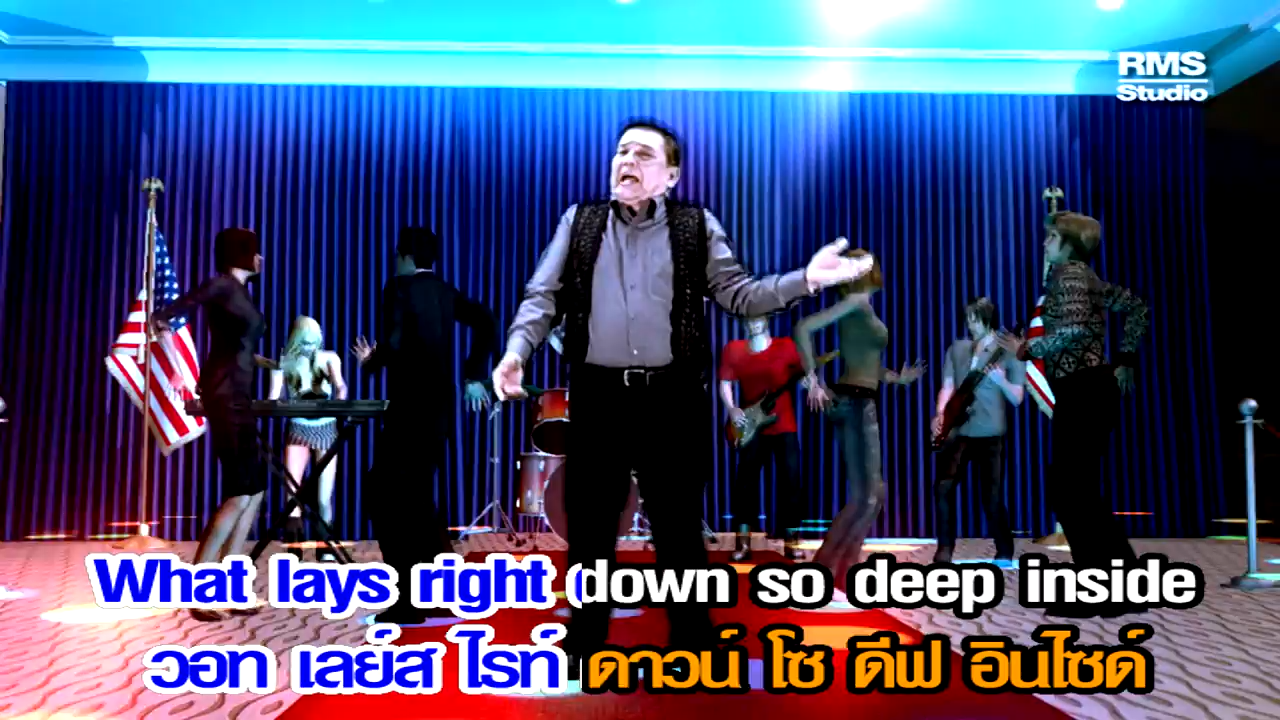 RMS
Studio
What lays right down so deep inside
วอท เลย์ส ไรท์ ดาวน์ โซ ดีฟ อินไซด์